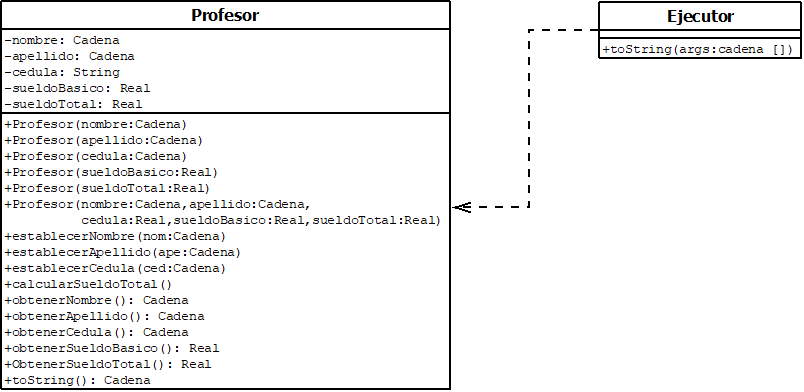 Profesor
-nombre: Cadena
-apellido: Cadena
-cedula: String
-sueldoBasico: Real
-sueldoTotal: Real
+Profesor(nombre:Cadena)
+Profesor(apellido:Cadena)
+Profesor(cedula:Cadena)
+Profesor(sueldoBasico:Real)
+Profesor(sueldoTotal:Real)
+Profesor(nombre:Cadena,apellido:Cadena,
cedula:Real,sueldoBasico:Real,sueldoTotal:Real)
+establecerNombre(nom:Cadena)
+establecerApellido(ape:Cadena)
+establecerCedula(ced:Cadena)
+calcularSueldoTotal()
+obtenerNombre(): Cadena
+obtenerApellido(): Cadena
+obtenerCedula(): Cadena
+obtenerSueldoBasico(): Real
+ObtenerSueldoTotal(): Real
+toString(): Cadena
Ejecutor
+toString(args:cadena [])